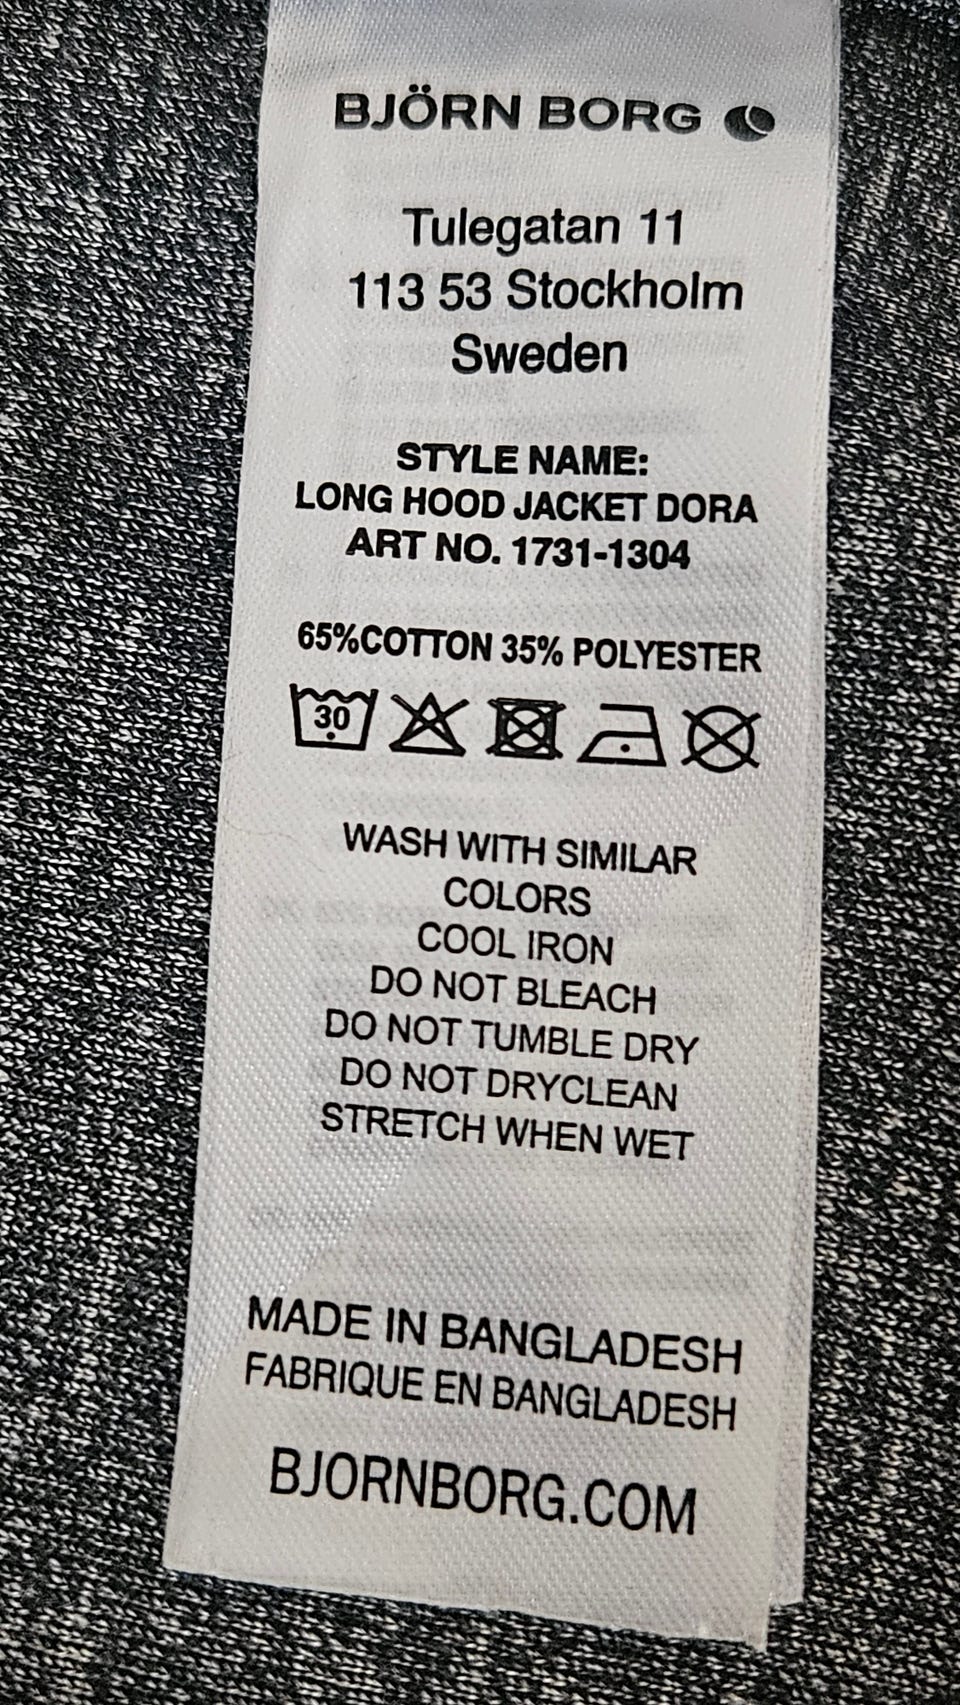 BJÖRN BORG
Tulegatan 11
113 53 Stockholm
Sweden
STYLE NAME:
LONG HOOD JACKET DORA
ART NO. 1731-1304
65%COTTON 35% POLYESTER
30
WASH WITH SIMILAR
COLORS
COOL IRON
DO NOT BLEACH
DO NOT TUMBLE DRY
DO NOT DRYCLEAN
STRETCH WHEN WET
MADE IN BANGLADESH
FABRIQUE EN BANGLADESH
BJORNBORG.COM